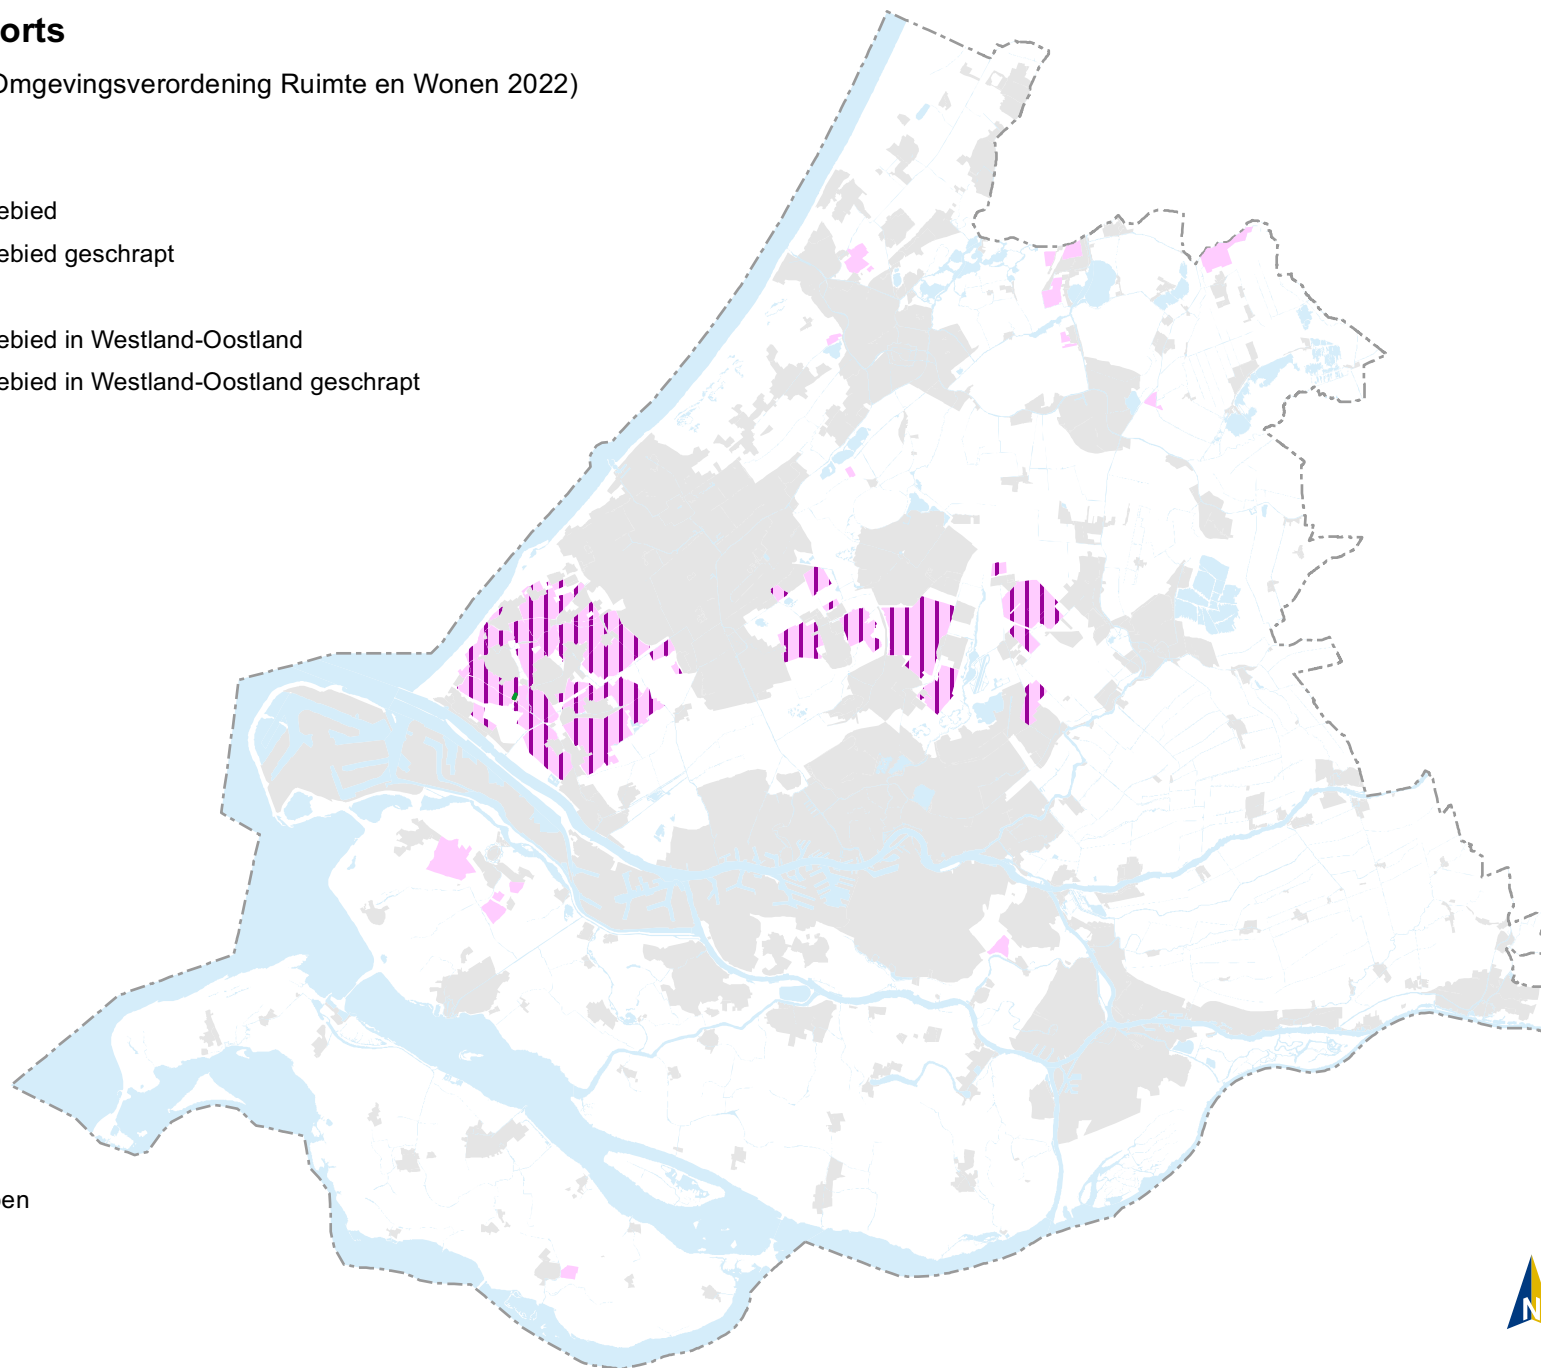 orts
Omgevingsverordening Ruimte en Wonen 2022)
ebied
ebied geschrapt
ebied in Westland-Oostland
ebied in Westland-Oostland geschrapt
en
N